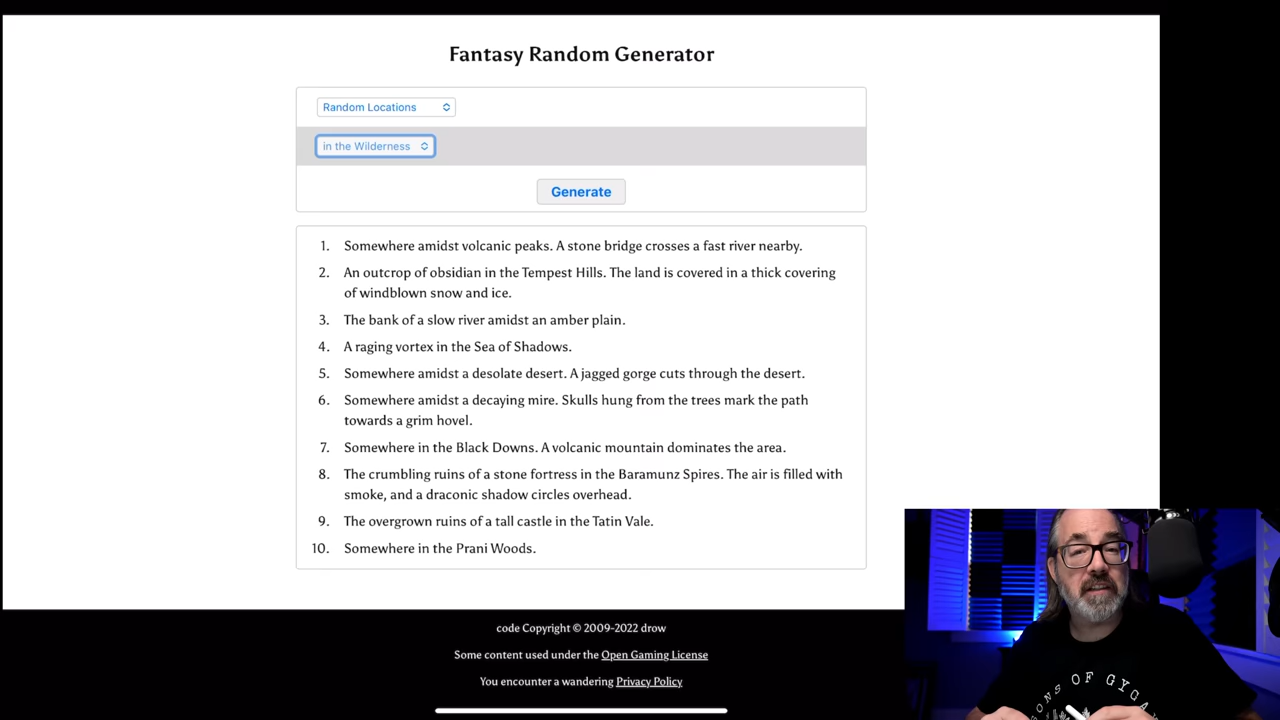 Fantasy Random Generator
Random Locations
in the Wilderness
Generate
1. Somewhere amidst volcanic peaks. A stone bridge crosses a fast river nearby.
2. An outcrop of obsidian in the Tempest Hills. The land is covered in a thick covering
of windblown snow and ice.
3. The bank of a slow river amidst an amber plain.
4. A raging vortex in the Sea of Shadows.
5. Somewhere amidst a desolate desert. A jagged gorge cuts through the desert.
6. Somewhere amidst a decaying mire. Skulls hung from the trees mark the path
towards a grim hovel.
7. Somewhere in the Black Downs. A volcanic mountain dominates the area.
8. The crumbling ruins of a stone fortress in the Baramunz Spires. The air is filled with
smoke, and a draconic shadow circles overhead.
9. The overgrown ruins of a tall castle in the Tatin Vale.
10. Somewhere in the Prani Woods.
code Copyright © 2009-2022 drow
Some content used under the Open Gaming License
You encounter a wandering Privacy Policy
OF